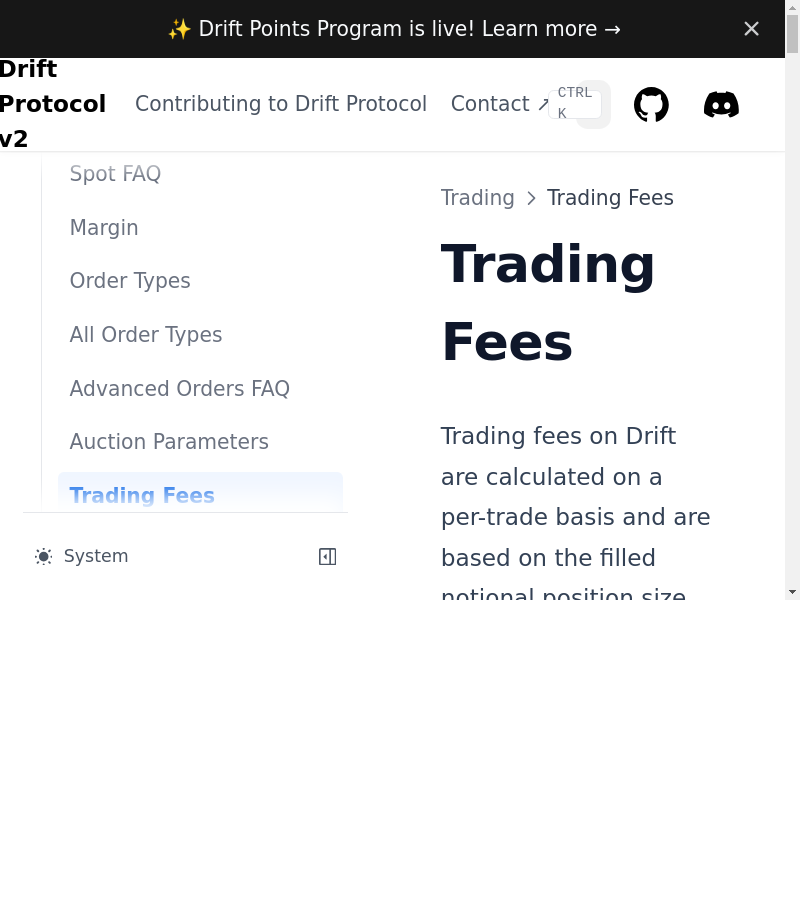 ✨ Drift Points Program is live! Learn more →
Drift
Protocol
v2
Contributing to Drift Protocol
Contact ↗
CTRL
K
Spot FAQ
Margin
Order Types
All Order Types
Advanced Orders FAQ
Auction Parameters
Trading Fees
System
Trading > Trading Fees
Trading
Fees
Trading fees on Drift
are calculated on a
per-trade basis and are
based on the filled
notional position size